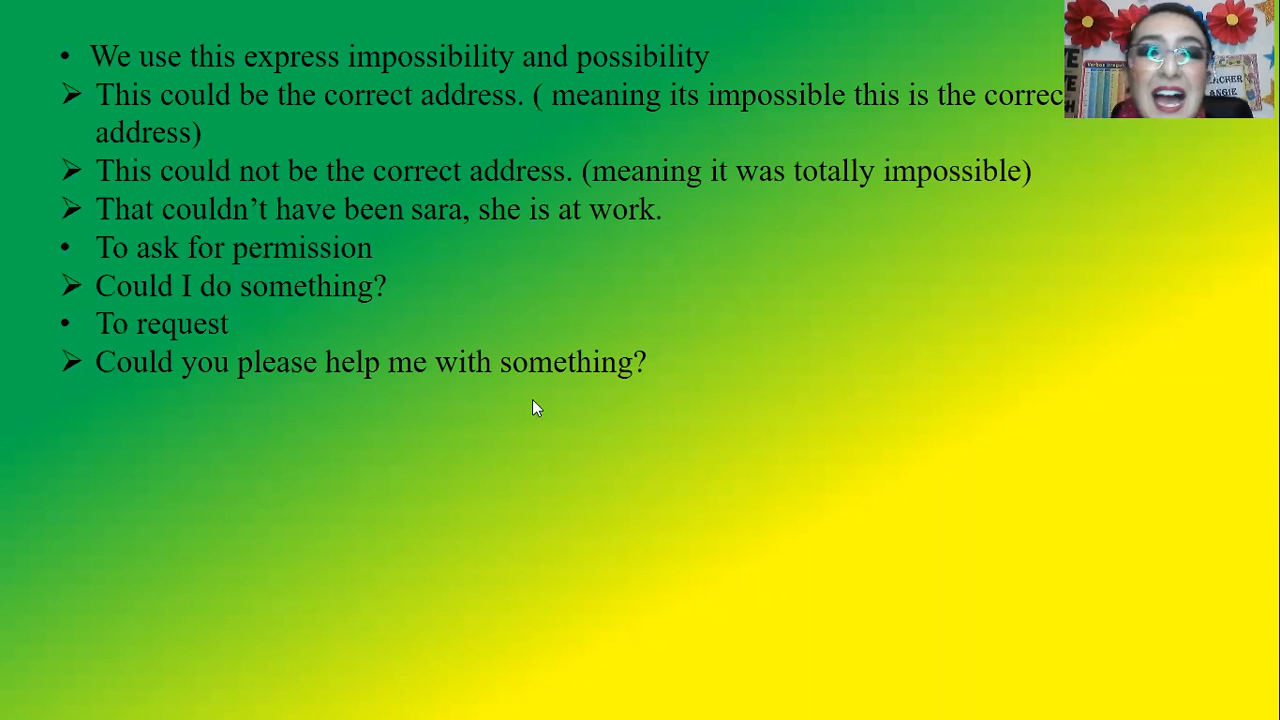 • We use this express impossibility and possibility
➢ This could be the correct address. ( meaning its impossible this is the correc
address)
➢ This could not be the correct address. (meaning it was totally impossible)
➢ That couldn’t have been sara, she is at work.
• To ask for permission
➢ Could I do something?
• To request
➢ Could you please help me with something?
ANGIE